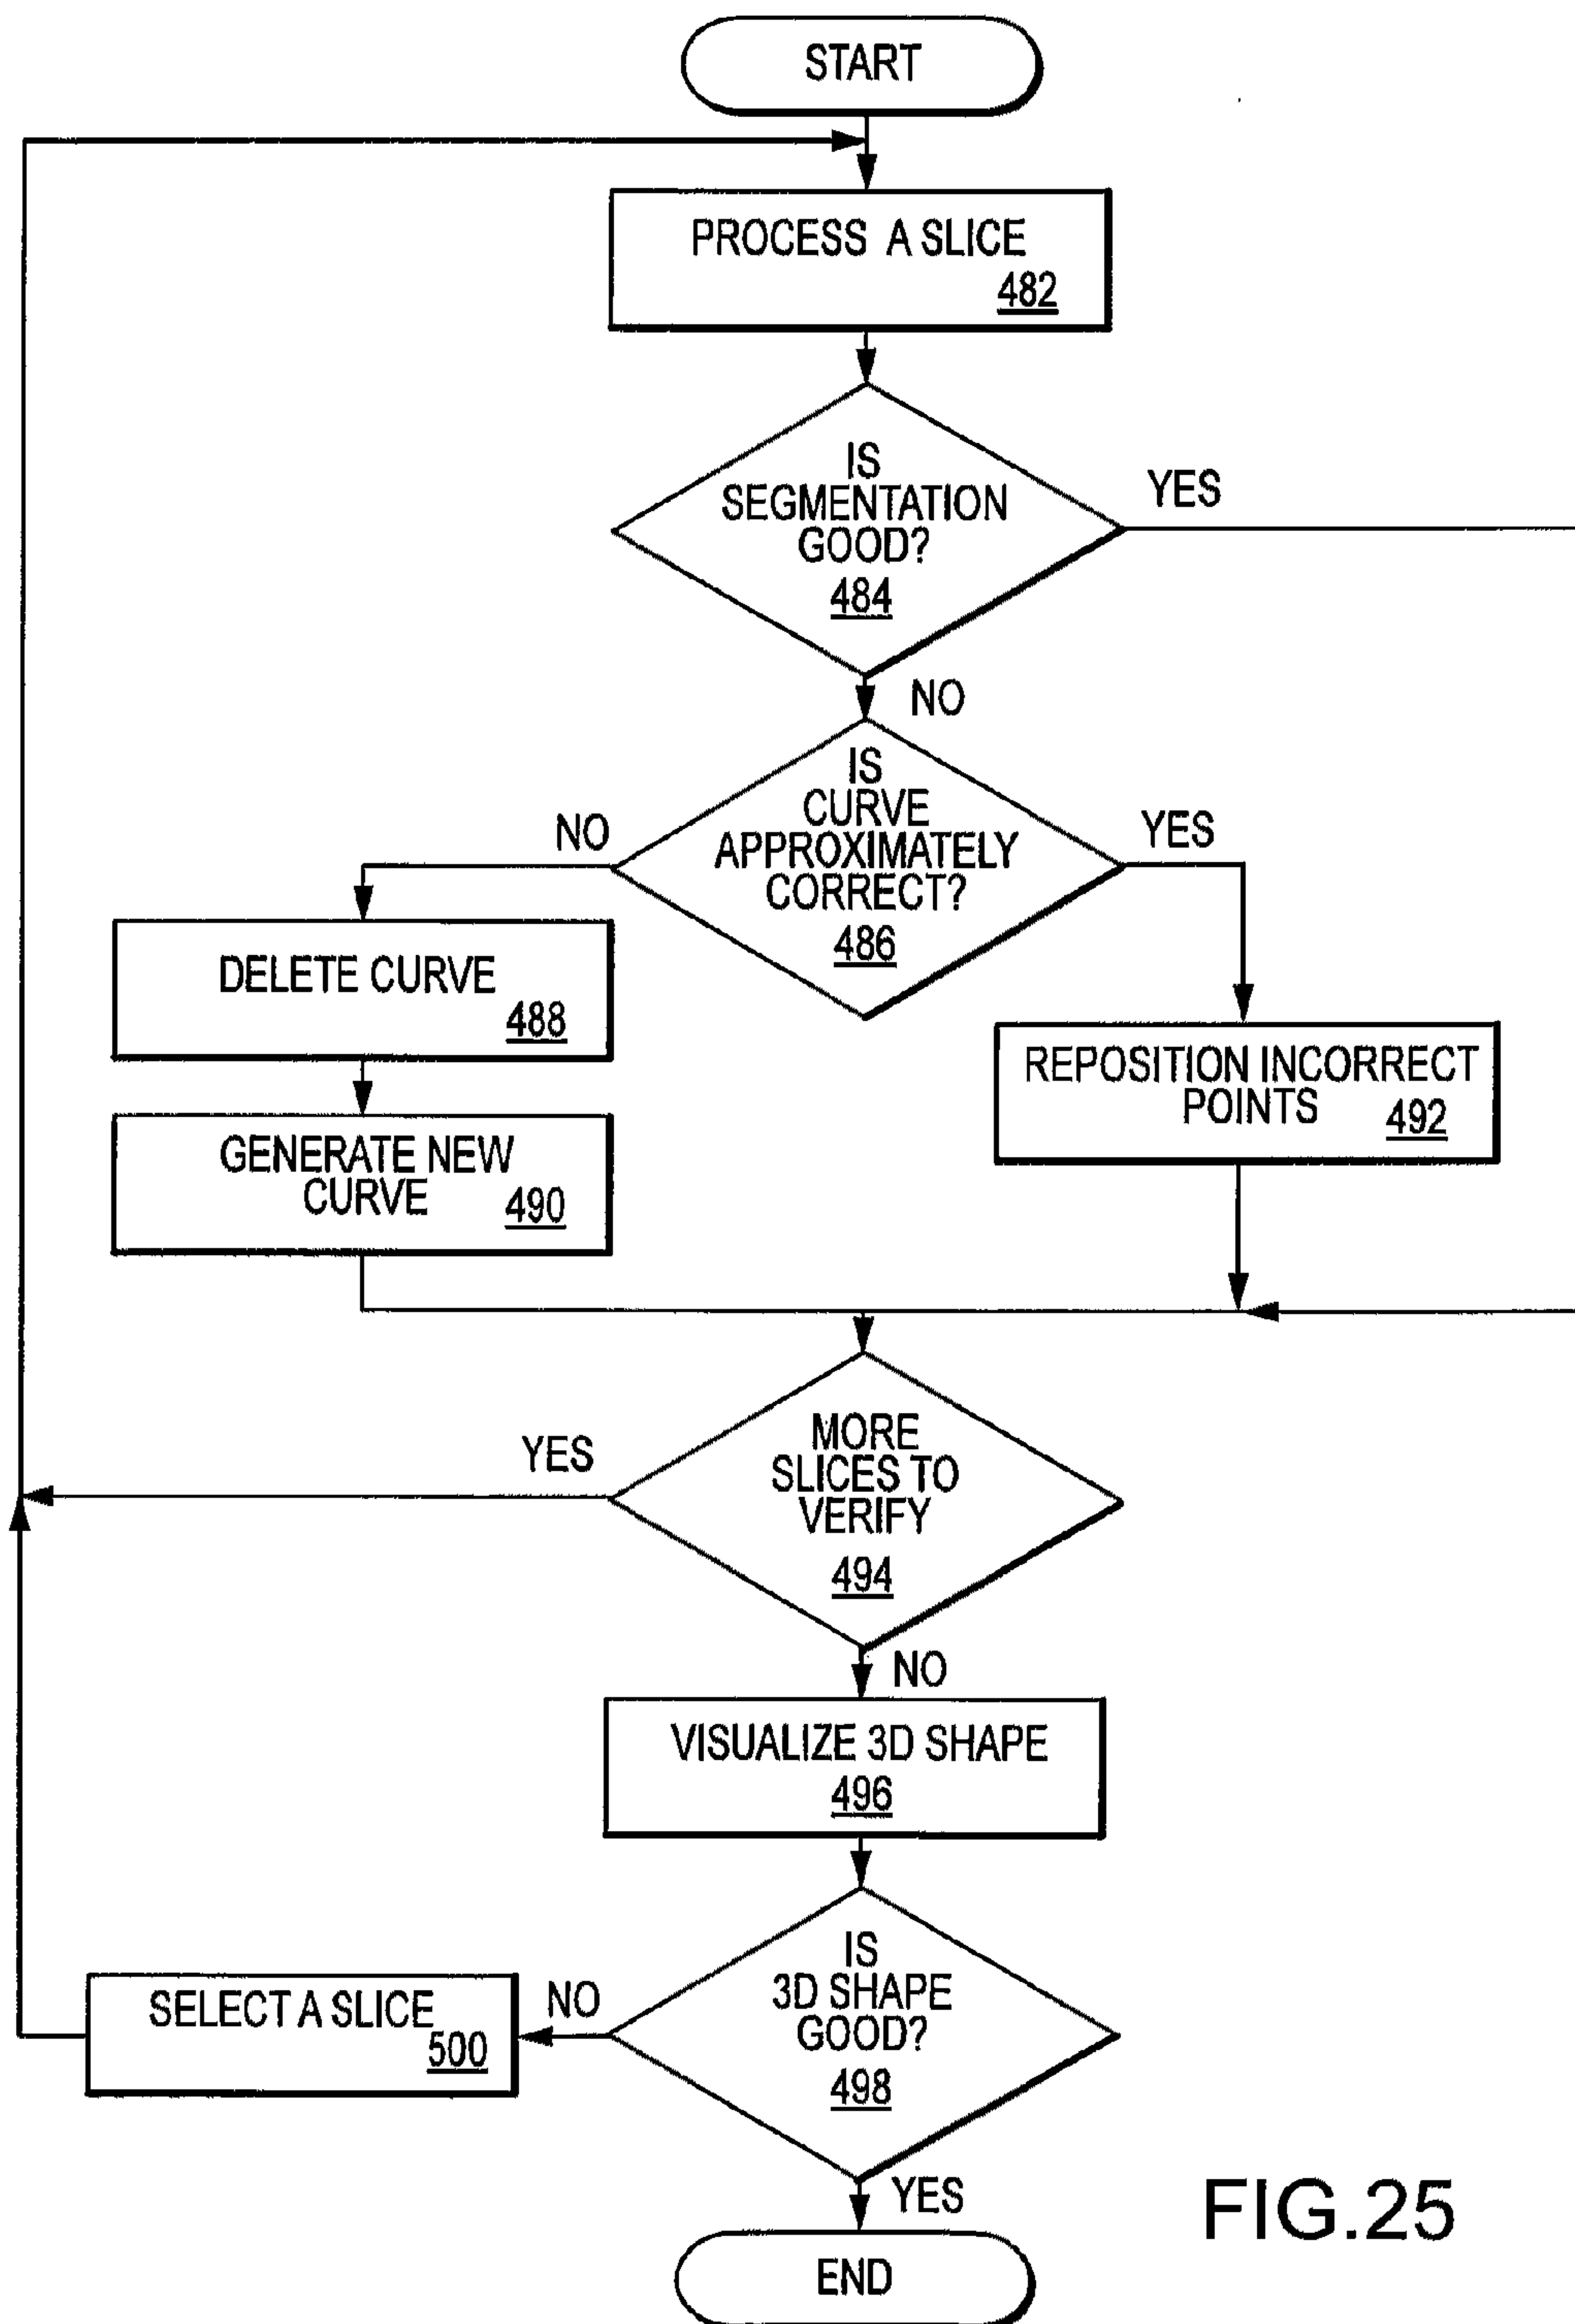 START
PROCESS A SLICE
482
IS
SEGMENTATION
GOOD?
484
YES
NO
IS
CURVE
APPROXIMATELY
CORRECT?
486
NO
YES
DELETE CURVE
488
GENERATE NEW
CURVE 490
REPOSITION INCORRECT
POINTS 492
MORE
SLICES TO
VERIFY
494
YES
NO
VISUALIZE 3D SHAPE
496
IS
3D SHAPE
GOOD?
498
NO
SELECT A SLICE
500
YES
END
FIG.25